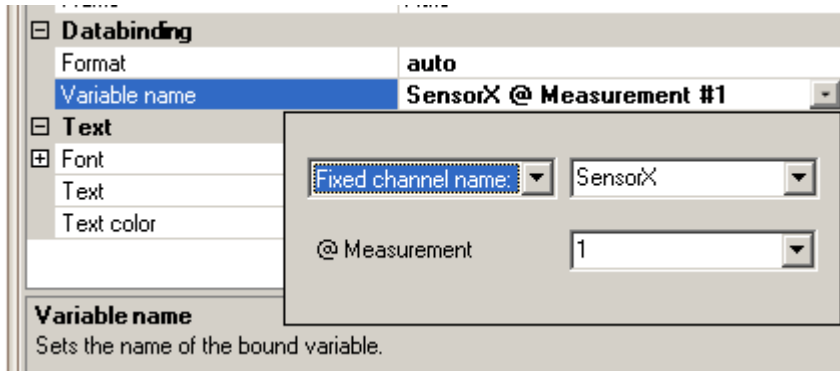 Databinding
Format auto
Variable name SensorX @ Measurement #1
Text
Font
Fixed channel name: SensorX
Text
Text color
@ Measurement 1
Variable name
Sets the name of the bound variable.